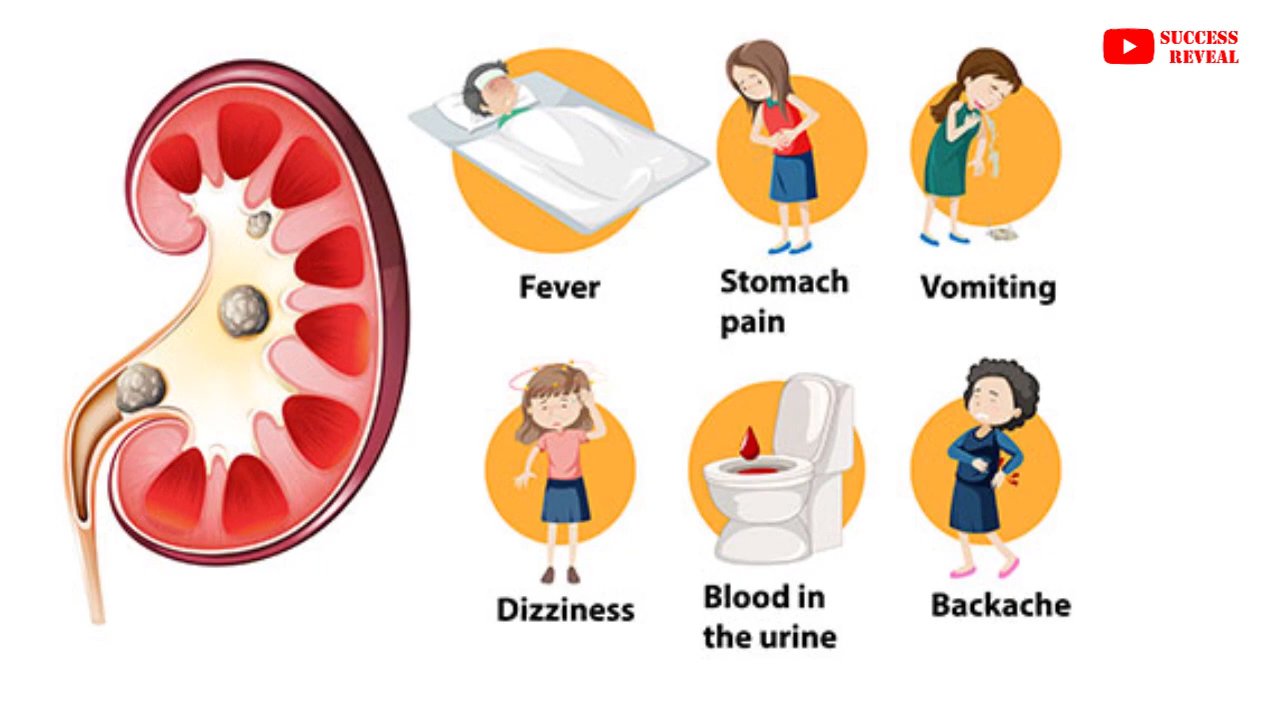 SUCCESS
REVEAL
Fever
Stomach
pain
Vomiting
Dizziness
Blood in
the urine
Backache